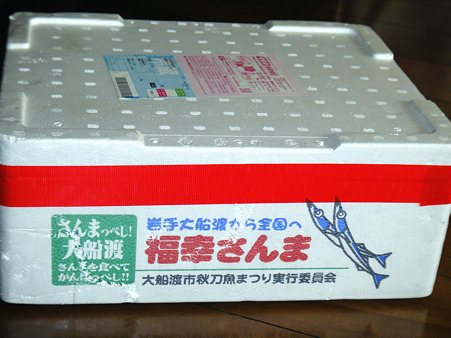 さんまっぺし!
大船渡
さんまを食べて
がんばっぺし!!
岩手大船渡から全国へ
福幸さんま
大船渡市秋刀魚まつり実行委員会